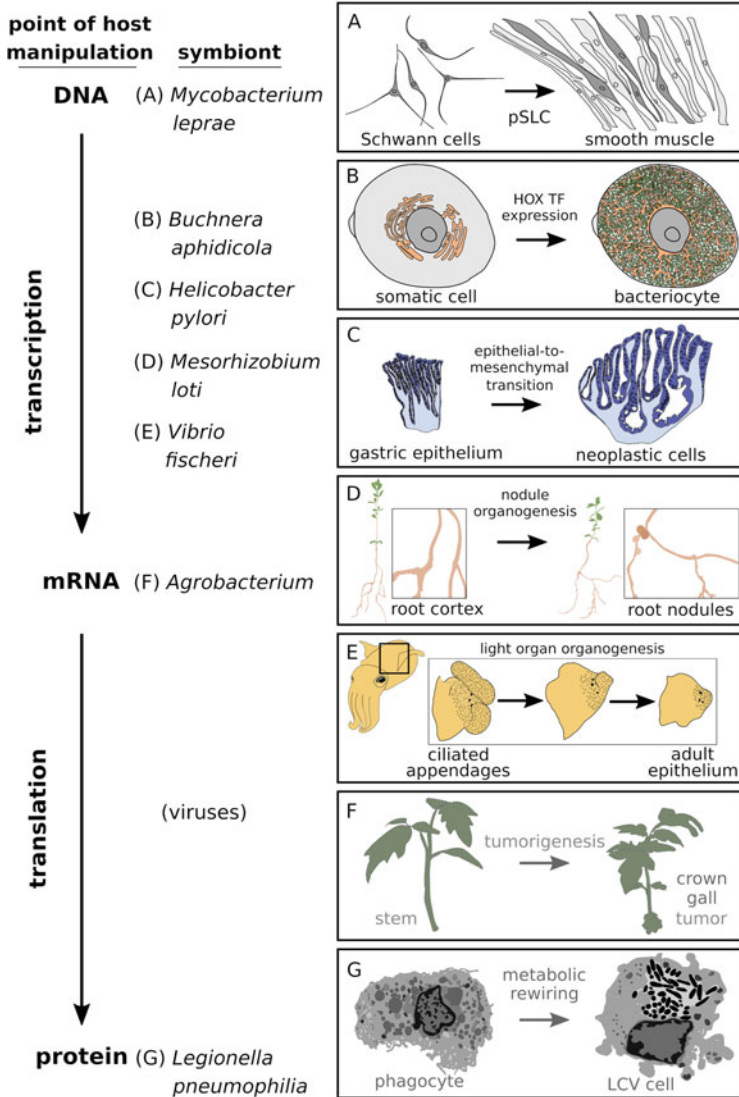 point of host
manipulation
symbiont
DNA
(A) Mycobacterium
leprae
transcription
(B) Buchnera
aphidicola
(C) Helicobacter
pylori
(D) Mesorhizobium
loti
(E) Vibrio
fischeri
mRNA
(F) Agrobacterium
translation
(viruses)
protein
(G) Legionella
pneumophilia
A
Schwann cells
pSLC
smooth muscle
B
HOX TF
expression
somatic cell
bacteriocyte
C
epithelial-to-
mesenchymal
transition
gastric epithelium
neoplastic cells
D
nodule
organogenesis
root cortex
root nodules
E
light organ organogenesis
ciliated
appendages
adult
epithelium
F
tumorigenesis
stem
crown
gall
tumor
G
metabolic
rewiring
phagocyte
LCV cell